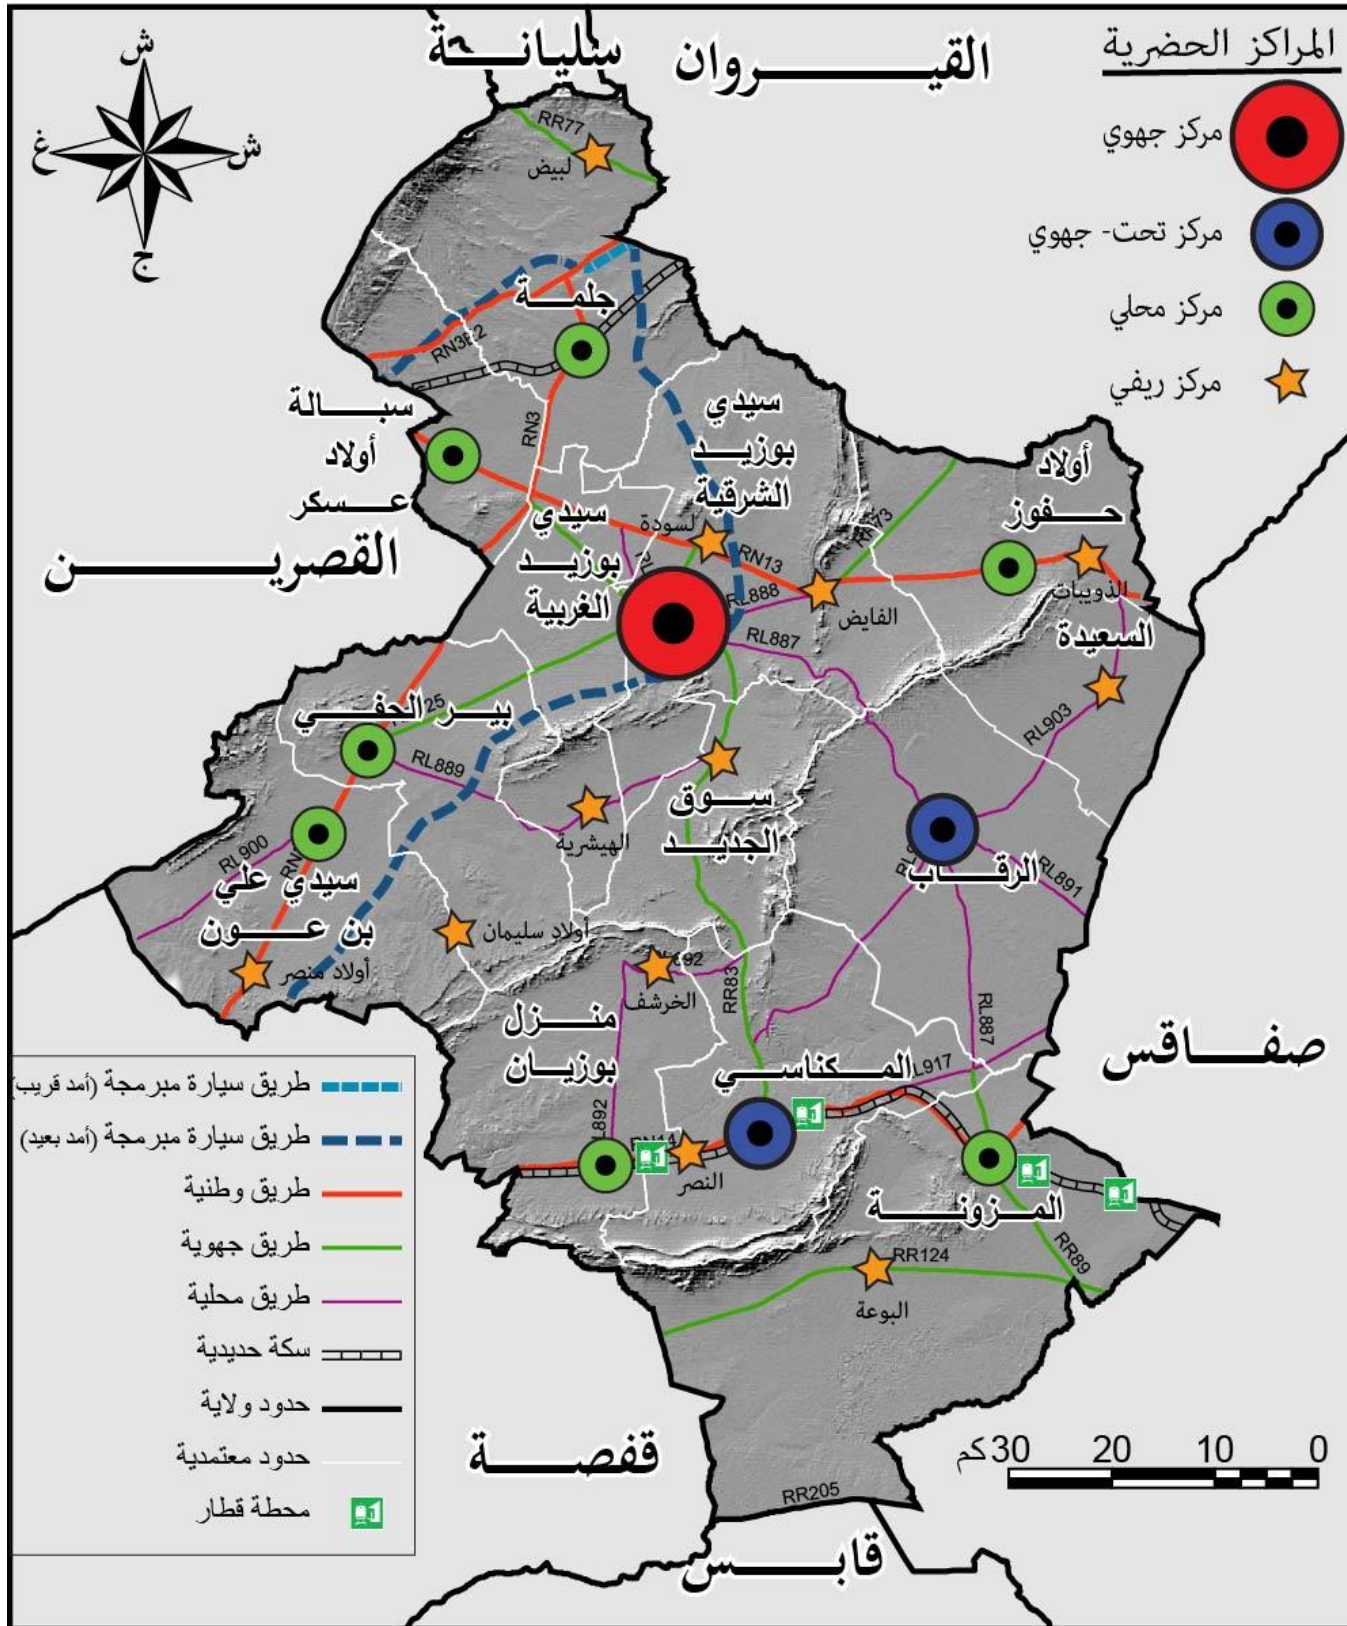 سليانة
القيروان
المراكز الحضرية
مركز جهوي
مركز تحت- جهوي
مركز محلي
مركز ريفي
ش
غ
ش
ج
RR77
لبيض
جلمة
RN3E2
RN3
سبالة
أولاد
عسكر
سيدي
بوزيد
الشرقية
أولاد
حفوز
القصرين
سيدي
بوزيد
الغربية
لسودة
RN13
RL888
RL887
الفايض
الذويبات
السعيدة
RL903
بير الحفي
RL889
RL900
سوق
الجديد
الهيشرية
الرقاب
RL891
سيدي علي
بن عون
أولاد سليمان
أولاد منصر
الخرشف
RR83
RL887
منزل
بوزيان
المكناسي
صفاقس
RN14
النصر
المزونة
RR89
RR124
البوعة
طريق سيارة مبرمجة (أمد قريب)
طريق سيارة مبرمجة (أمد بعيد)
طريق وطنية
طريق جهوية
طريق محلية
سكة حديدية
حدود ولاية
حدود معتمدية
محطة قطار
قفصة
RR205
قابس
كم 30 20 10 0